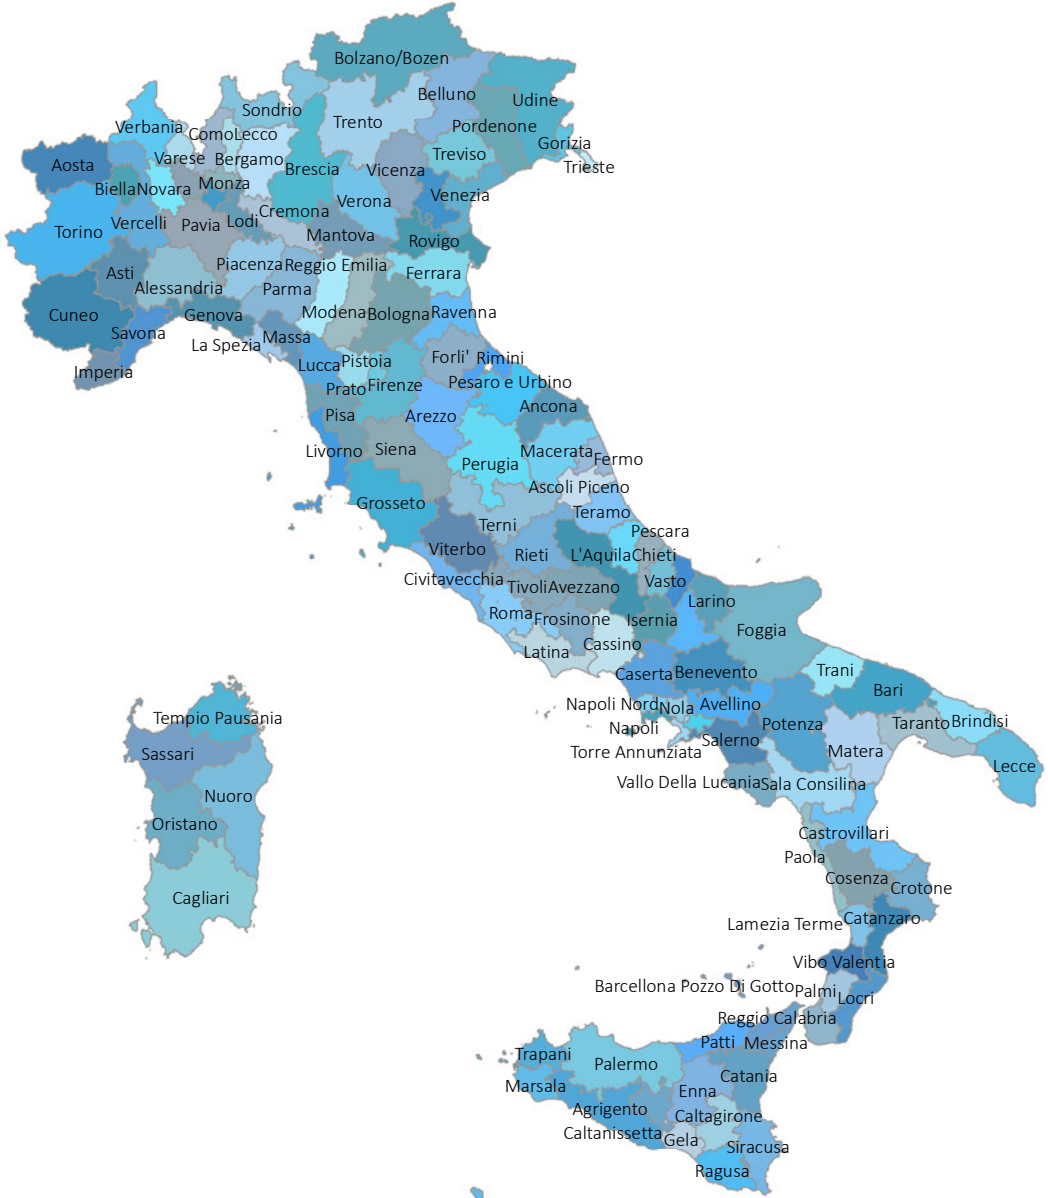 Bolzano/Bozen
Belluno
Udine
Sondrio
Trento
Pordenone
Verbania
Como
Lecco
Gorizia
Treviso
Varese
Bergamo
Aosta
Brescia
Vicenza
Trieste
Biella
Novara
Monza
Venezia
Verona
Cremona
Vercelli
Pavia
Lodi
Torino
Mantova
Rovigo
Piacenza
Reggio Emilia
Asti
Ferrara
Alessandria
Parma
Cuneo
Genova
Modena
Bologna
Ravenna
Savona
La Spezia
Massa
Forli'
Rimini
Imperia
Lucca
Pistoia
Prato
Firenze
Pesaro e Urbino
Pisa
Arezzo
Ancona
Livorno
Siena
Macerata
Perugia
Fermo
Grosseto
Ascoli Piceno
Teramo
Terni
Pescara
Viterbo
Rieti
L'Aquila
Chieti
Civitavecchia
Tivoli
Avezzano
Vasto
Larino
Roma
Frosinone
Isernia
Foggia
Latina
Cassino
Caserta
Benevento
Trani
Bari
Napoli Nord
Nola
Avellino
Tempio Pausania
Napoli
Potenza
Taranto
Brindisi
Salerno
Sassari
Torre Annunziata
Matera
Lecce
Vallo Della Lucania
Sala Consilina
Nuoro
Oristano
Castrovillari
Paola
Cosenza
Crotone
Cagliari
Lamezia Terme
Catanzaro
Vibo Valentia
Barcellona Pozzo Di Gotto
Palmi
Locri
Reggio Calabria
Patti
Messina
Trapani
Palermo
Catania
Marsala
Enna
Agrigento
Caltagirone
Caltanissetta
Gela
Siracusa
Ragusa